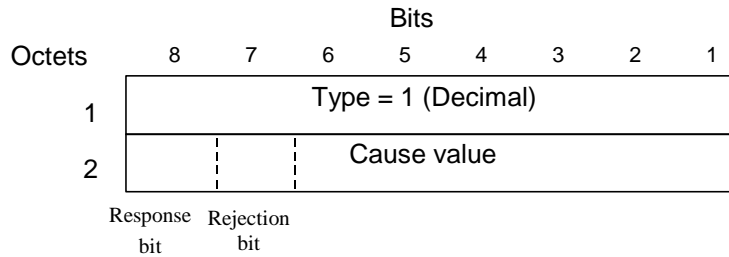 Bits
Octets 8 7 6 5 4 3 2 1
1 Type = 1 (Decimal)
2 Cause value
Response Rejection
bit bit